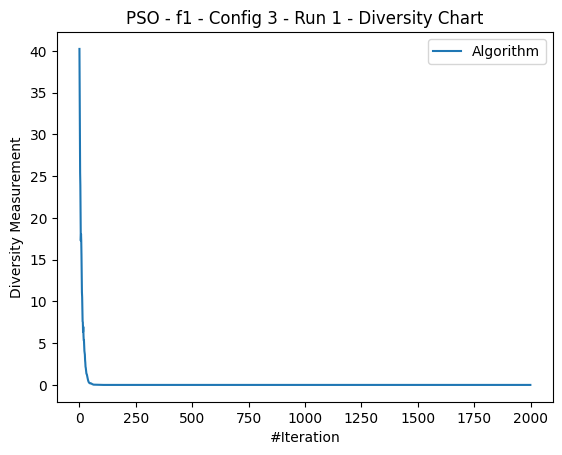 PSO - f1 - Config 3 - Run 1 - Diversity Chart
Algorithm
Diversity Measurement
40
35
30
25
20
15
10
5
0
0 250 500 750 1000 1250 1500 1750 2000
#Iteration